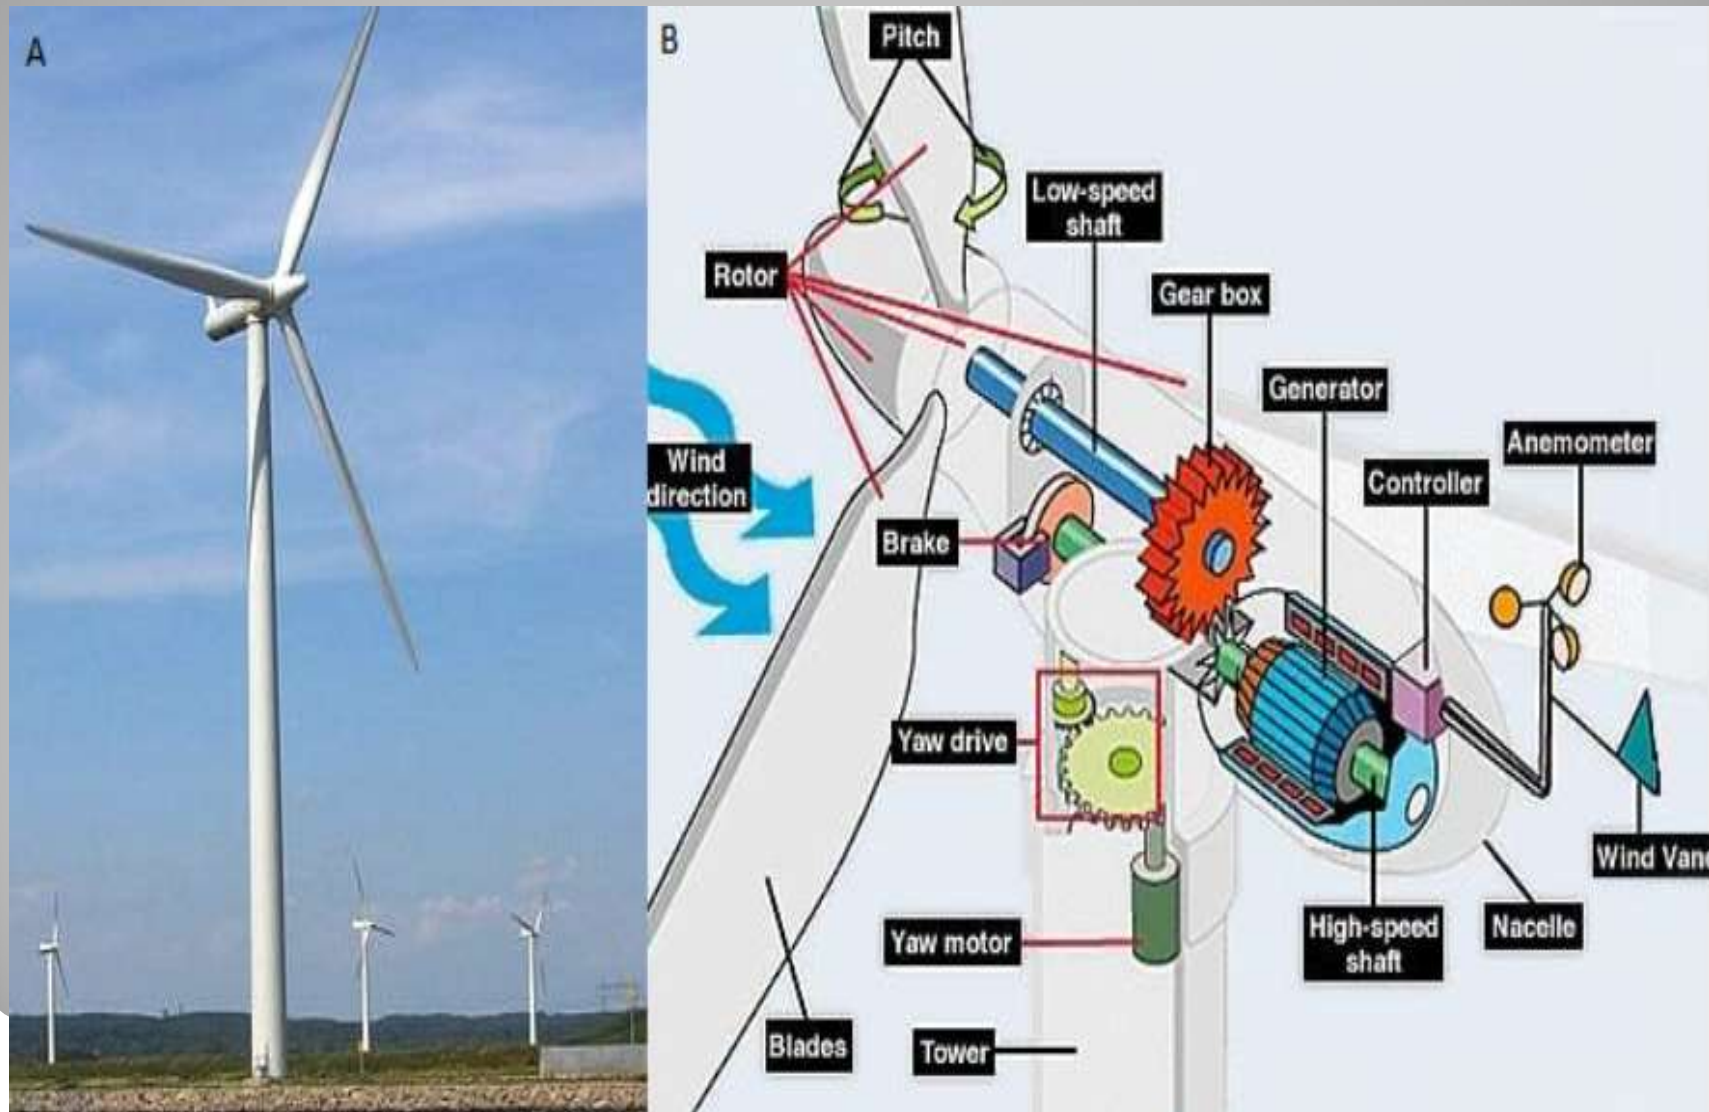 A
B
Pitch
Low-speed
shaft
Rotor
Gear box
Generator
Anemometer
Controller
Wind
direction
Brake
Yaw drive
Wind Vane
High-speed
shaft
Nacelle
Yaw motor
Blades
Tower